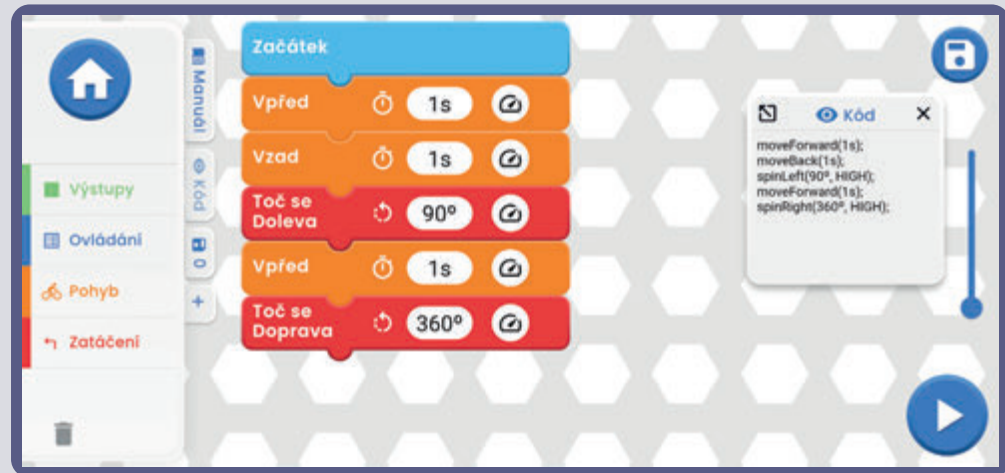 Výstupy
Ovládání
Pohyb
Zatáčení
Manuál
Kód
0
+
Začátek
Vpřed 1s
Vzad 1s
Toč se
Doleva 90º
Vpřed 1s
Toč se
Doprava 360º
Kód
moveForward(1s);
moveBack(1s);
spinLeft(90º, HIGH);
moveForward(1s);
spinRight(360º, HIGH);